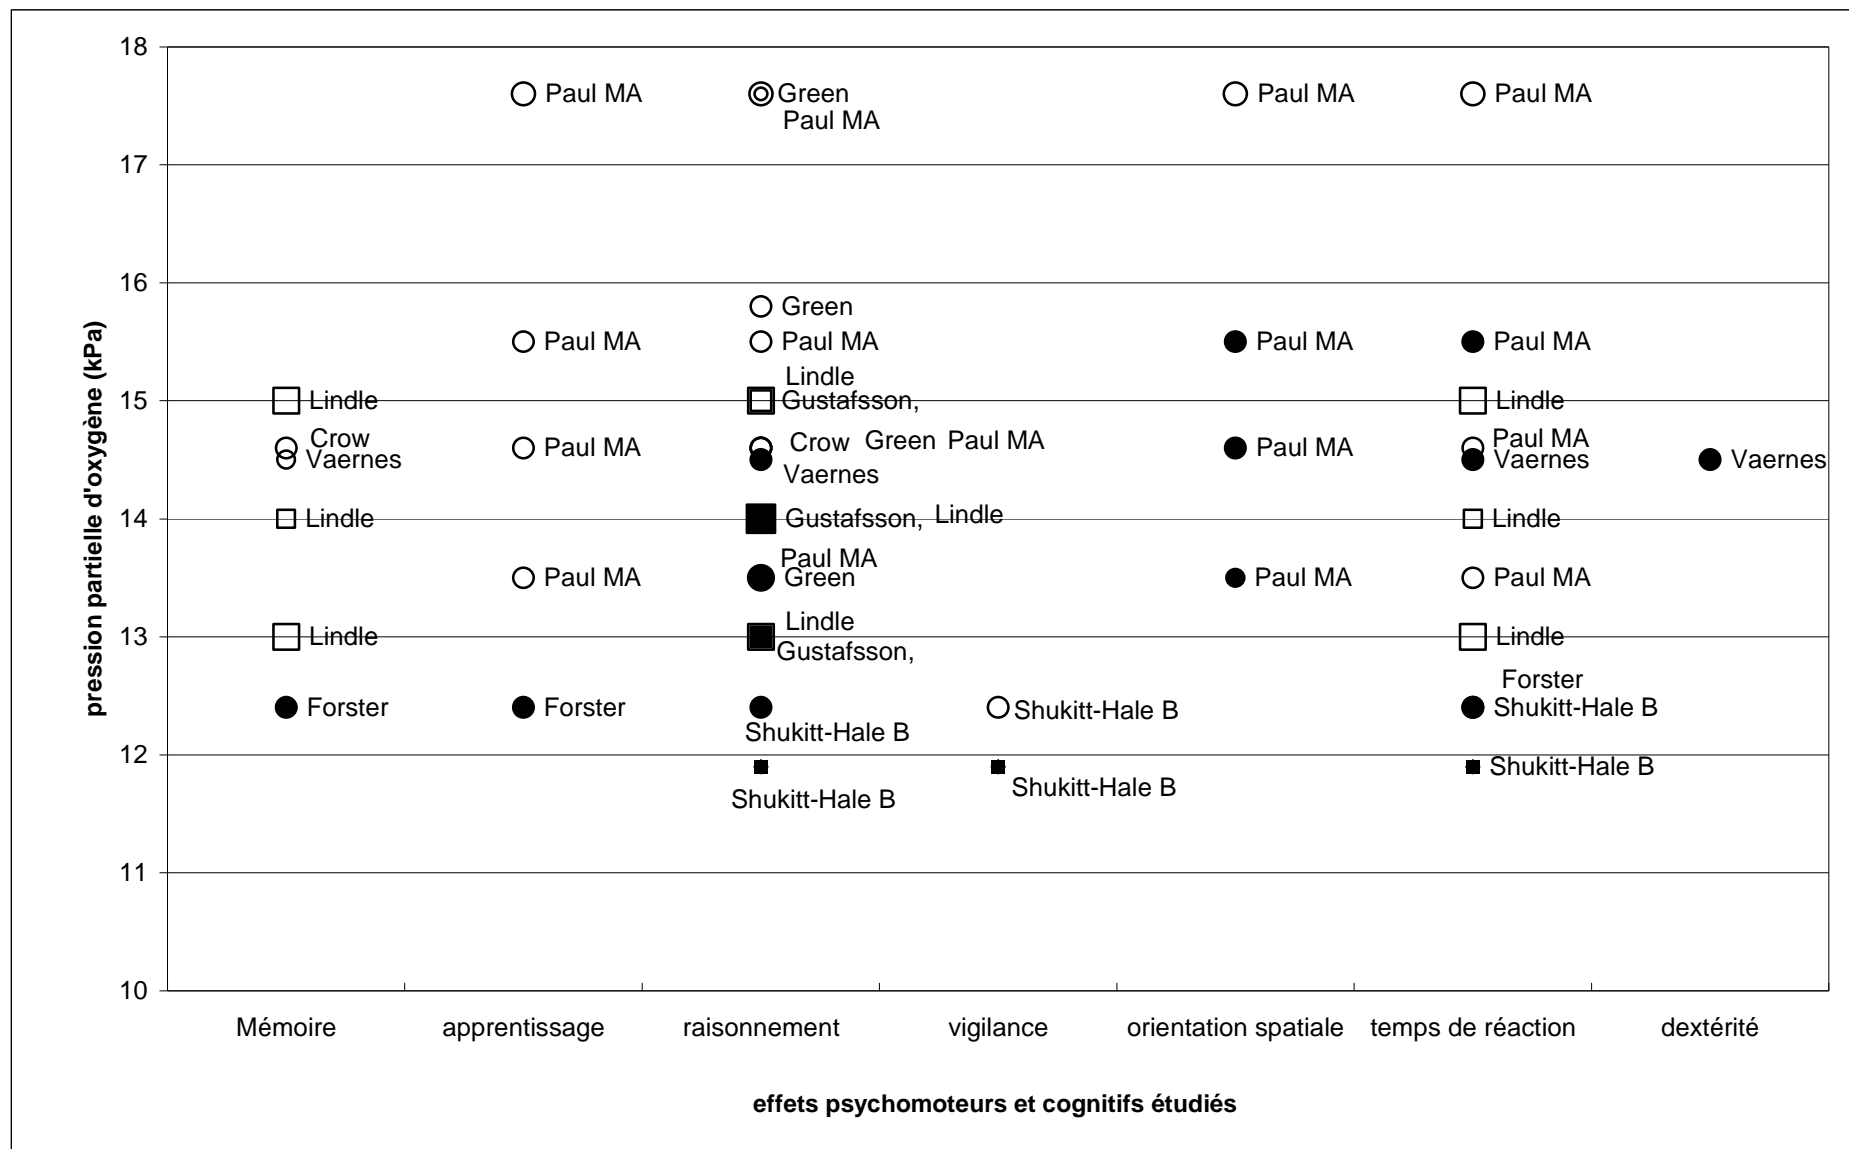 18
Paul MA
Green
Paul MA
Paul MA
Paul MA
17
16
Green
Paul MA
Paul MA
Paul MA
Paul MA
Lindle
15
Lindle
Gustafsson,
Lindle
Crow
Vaernes
Paul MA
Crow Green Paul MA
Vaernes
Paul MA
Paul MA
Vaernes
Vaernes
14
Lindle
Gustafsson, Lindle
Lindle
Paul MA
Paul MA
Green
Paul MA
Paul MA
13
Lindle
Lindle
Gustafsson,
Lindle
Forster
Forster
Forster
Shukitt-Hale B
Shukitt-Hale B
Shukitt-Hale B
12
Shukitt-Hale B
Shukitt-Hale B
Shukitt-Hale B
11
10
pression partielle d'oxygène (kPa)
Mémoire apprentissage raisonnement vigilance orientation spatiale temps de réaction dextérité
effets psychomoteurs et cognitifs étudiés